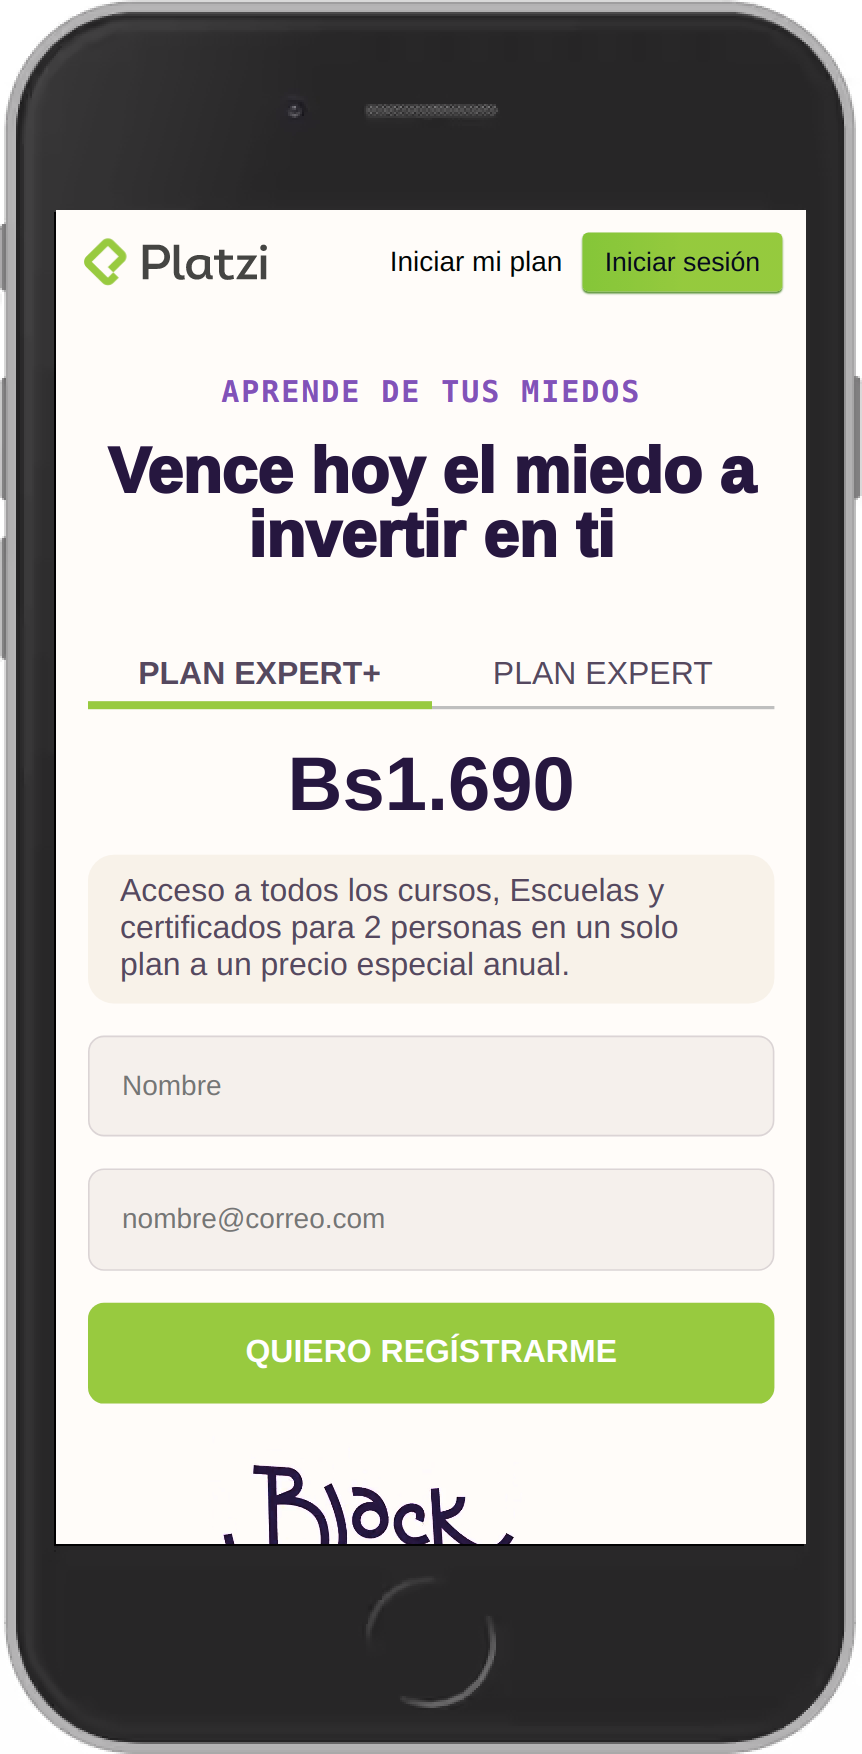 Platzi
Iniciar mi plan
Iniciar sesión
APRENDE DE TUS MIEDOS
Vence hoy el miedo a
invertir en ti
PLAN EXPERT+
PLAN EXPERT
Bs1.690
Acceso a todos los cursos, Escuelas y
certificados para 2 personas en un solo
plan a un precio especial anual.
Nombre
nombre@correo.com
QUIERO REGÍSTRARME
Black